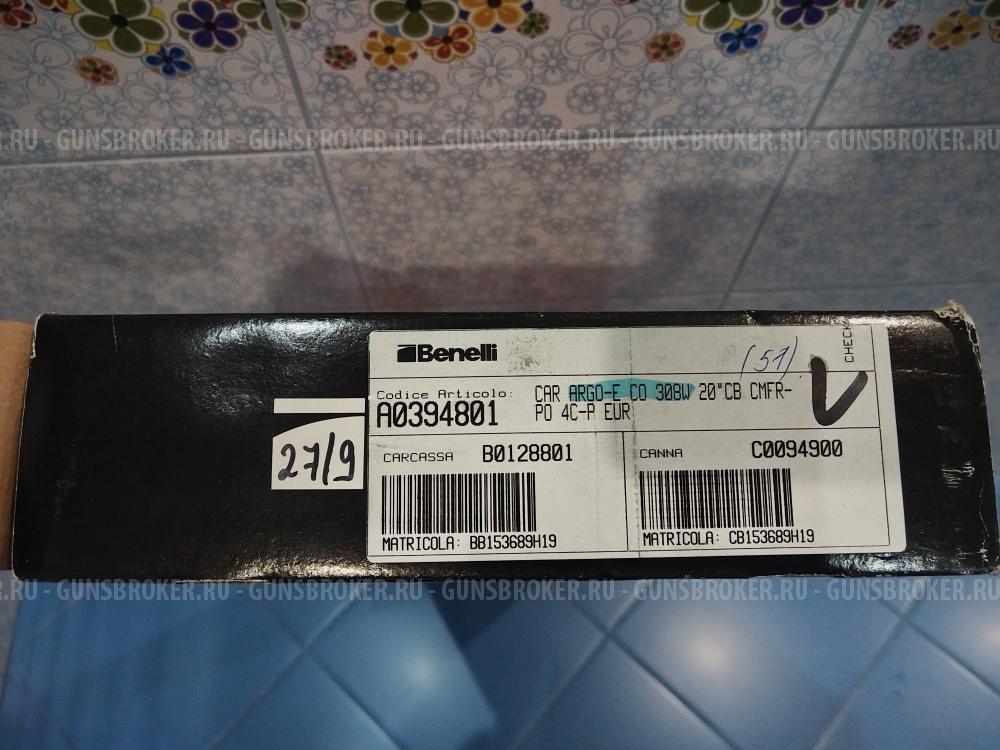 .RU - GUNSBROKER.RU - GUNSBROKER.RU - GUNSBROKER.RU - GUNSBROKER.RU - GUNSBROKER.RU
Benelli
(51)
CHECK
Codice Articolo:
A0394801
CAR ARGO-E CO 308W 20"CB CMFR-
PO 4C-P EUR
V
27/9
CARCASSA B0128801
CANNA C0094900
MATRICOLA: BB153689H19
MATRICOLA: CB153689H19
.RU - GUNSBROKER.RU - GUNSBROKER.RU - GUNSBROKER.RU - GUNSBROKER.RU - GUNSBROKER.RU